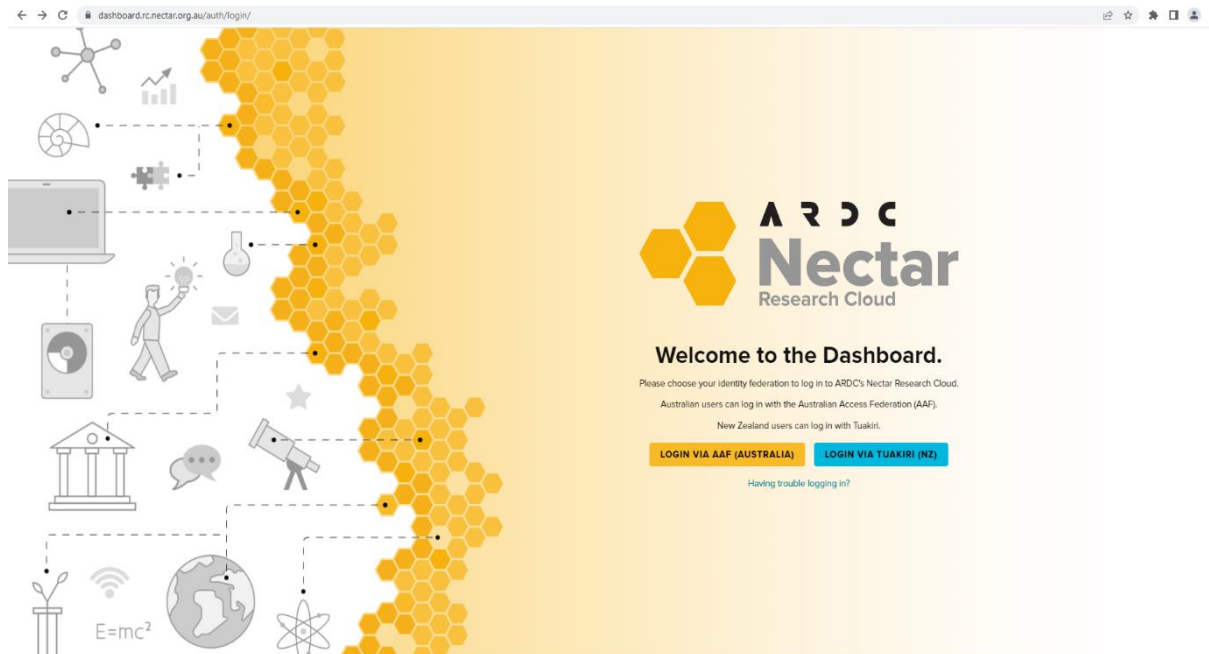 dashboard.rc.nectar.org.au/auth/login/
ARDC
Nectar
Research Cloud
Welcome to the Dashboard.
Please choose your identity federation to log in to ARDC's Nectar Research Cloud.
Australian users can log in with the Australian Access Federation (AAF).
New Zealand users can log in with Tuakiri.
LOGIN VIA AAF (AUSTRALIA) LOGIN VIA TUAKIRI (NZ)
Having trouble logging in?
E=mc²